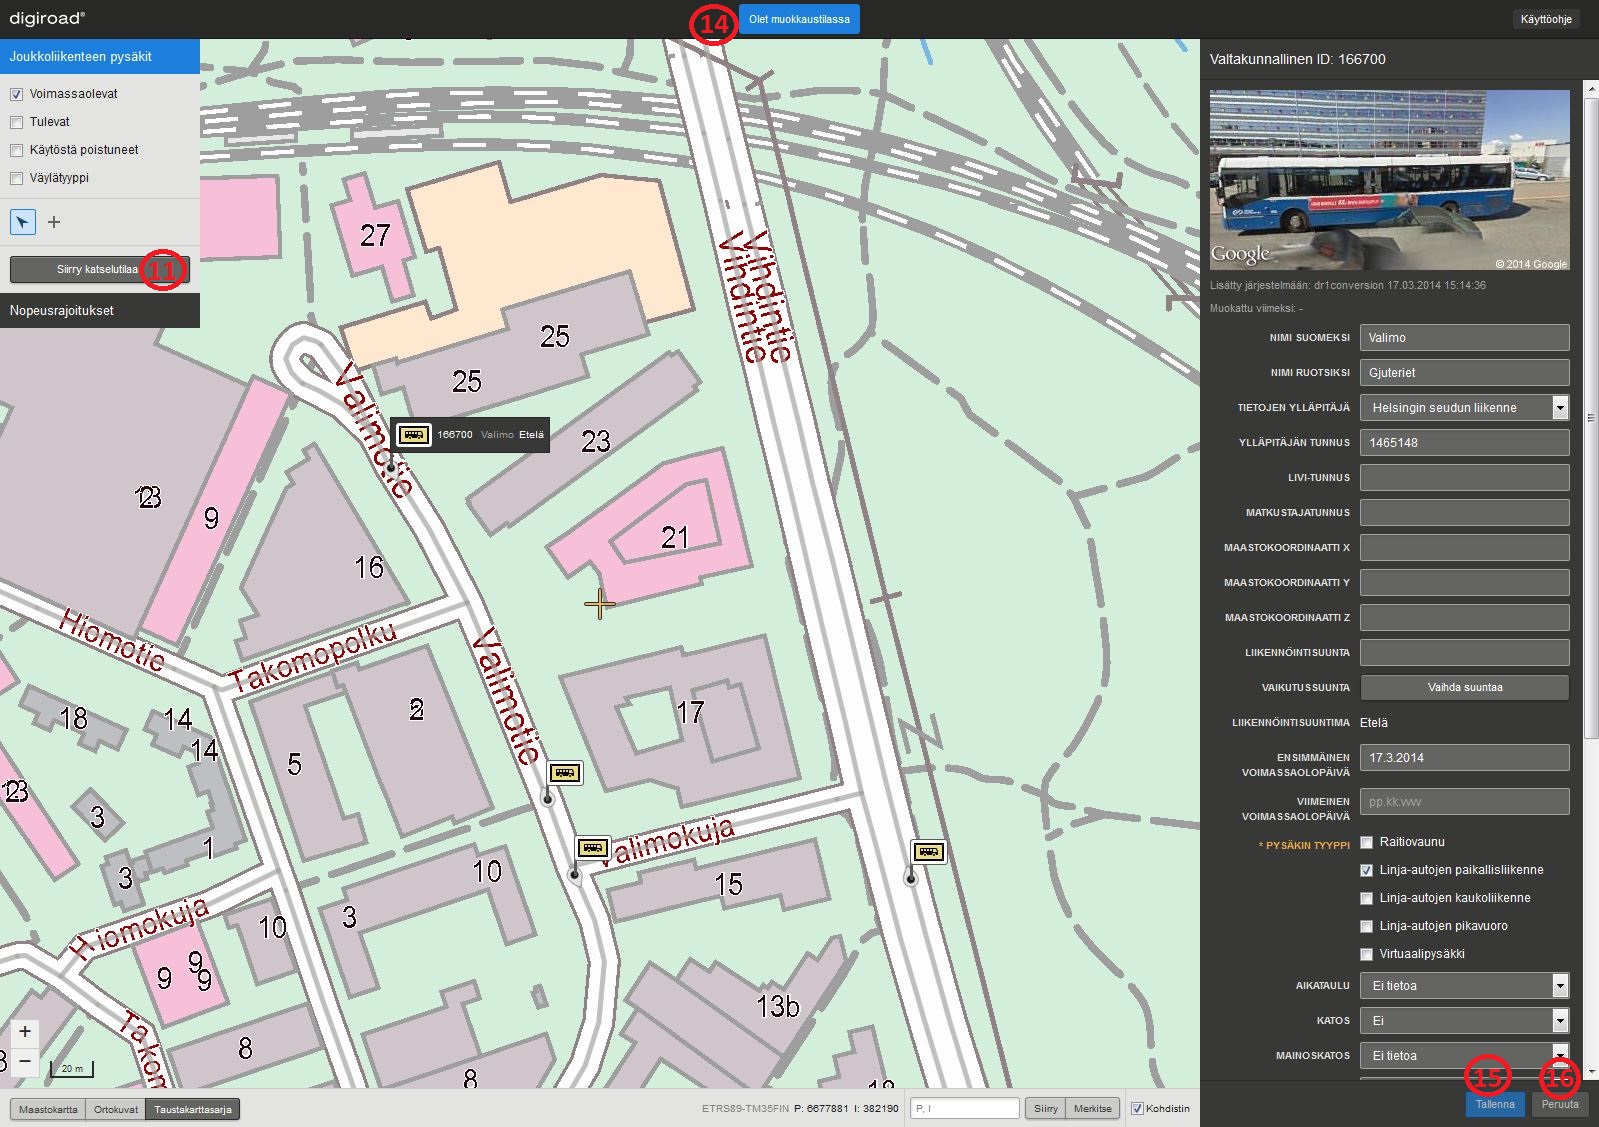 digiroad
14
Olet muokkaustilassa
Käyttöohje
Joukkoliikenteen pysäkit
Voimassaolevat
Tulevat
Käytöstä poistuneet
Väylätyyppi
Siirry katselutilaa
11
Nopeusrajoitukset
27
25
25
Vihdintie
Vihdintie
Valimotie
166700 Valimo Etelä
23
9
21
16
Hiomotie
Takomopolku
Valimotie
18
14
14
2
17
5
3
1
3
Valimokuja
10
15
3
Hiomokuja
10
9
9
9
13b
8
8
+
−
20 m
Maastokartta
Ortokuvat
Taustakarttasarja
ETRS89-TM35FIN P: 6677881 I: 382190
P, I
Siirry
Merkitse
Kohdistin
Valtakunnallinen ID: 166700
Google
© 2014 Google
Lisätty järjestelmään: dr1conversion 17.03.2014 15:14:36
Muokattu viimeksi: -
NIMI SUOMEKSI Valimo
NIMI RUOTSIKSI Gjuteriet
TIETOJEN YLLÄPITÄJÄ Helsingin seudun liikenne
YLLÄPITÄJÄN TUNNUS 1465148
LIVI-TUNNUS
MATKUSTAJATUNNUS
MAASTOKOORDINAATTI X
MAASTOKOORDINAATTI Y
MAASTOKOORDINAATTI Z
LIIKENNÖINTISUUNTA
VAIKUTUSSUUNTA Vaihda suuntaa
LIIKENNÖINTISUUNTIMA Etelä
ENSIMMÄINEN
VOIMASSAOLOPÄIVÄ
17.3.2014
VIIMEINEN
VOIMASSAOLOPÄIVÄ
pp.kk.vvvv
* PYSÄKIN TYYPPI
Raitiovaunu
Linja-autojen paikallisliikenne
Linja-autojen kaukoliikenne
Linja-autojen pikavuoro
Virtuaalipysäkki
AIKATAULU Ei tietoa
KATOS Ei
MAINOSKATOS Ei tietoa
15
16
Tallenna
Peruuta